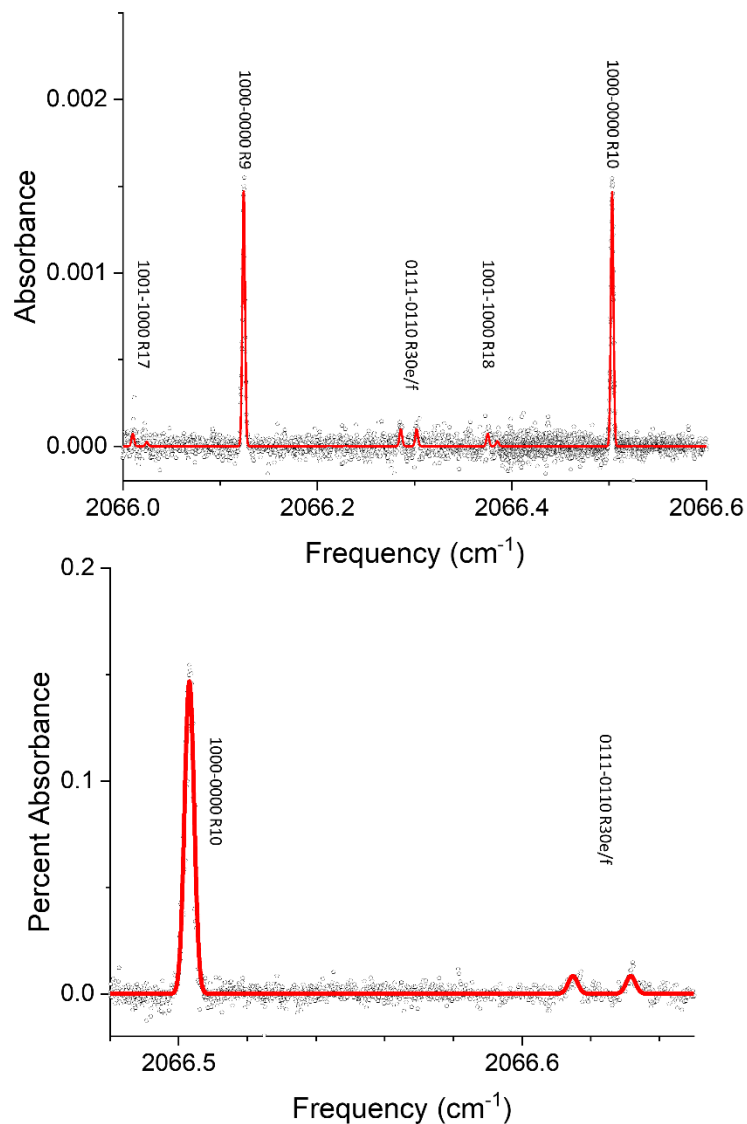 0.002
0.001
0.000
Absorbance
1001-1000 R17
1000-0000 R9
0111-0110 R30e/f
1001-1000 R18
1000-0000 R10
2066.0
2066.2
2066.4
2066.6
Frequency (cm⁻¹)
0.2
0.1
0.0
Percent Absorbance
1000-0000 R10
0111-0110 R30e/f
2066.5
2066.6
Frequency (cm⁻¹)